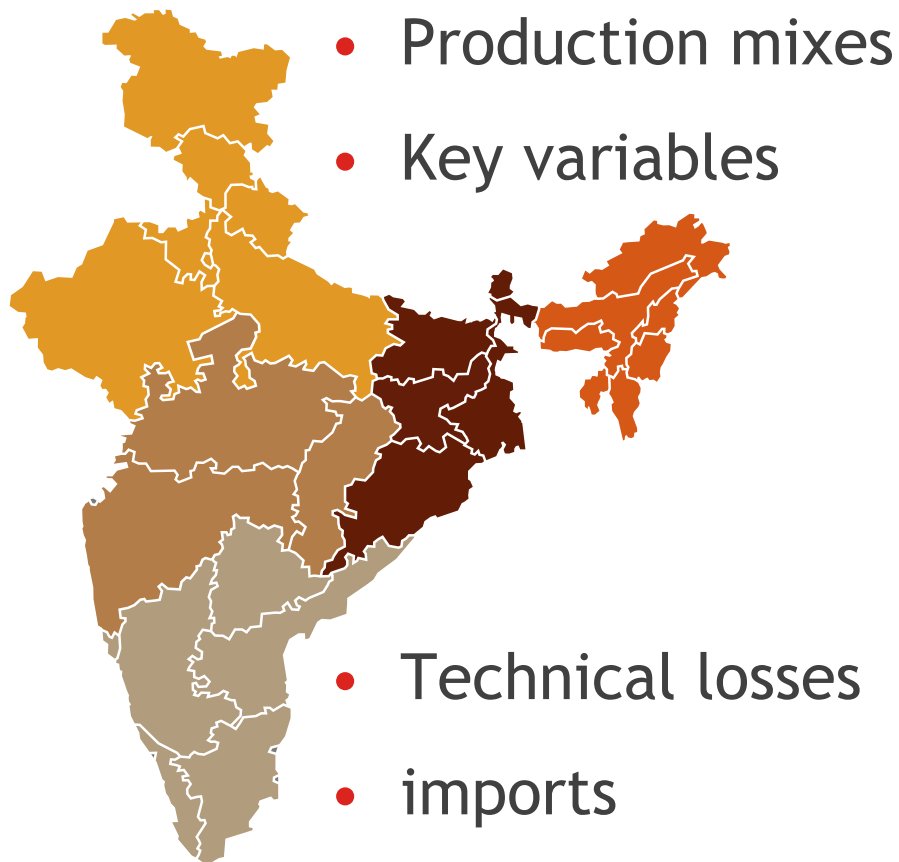 • Production mixes
• Key variables
• Technical losses
• imports